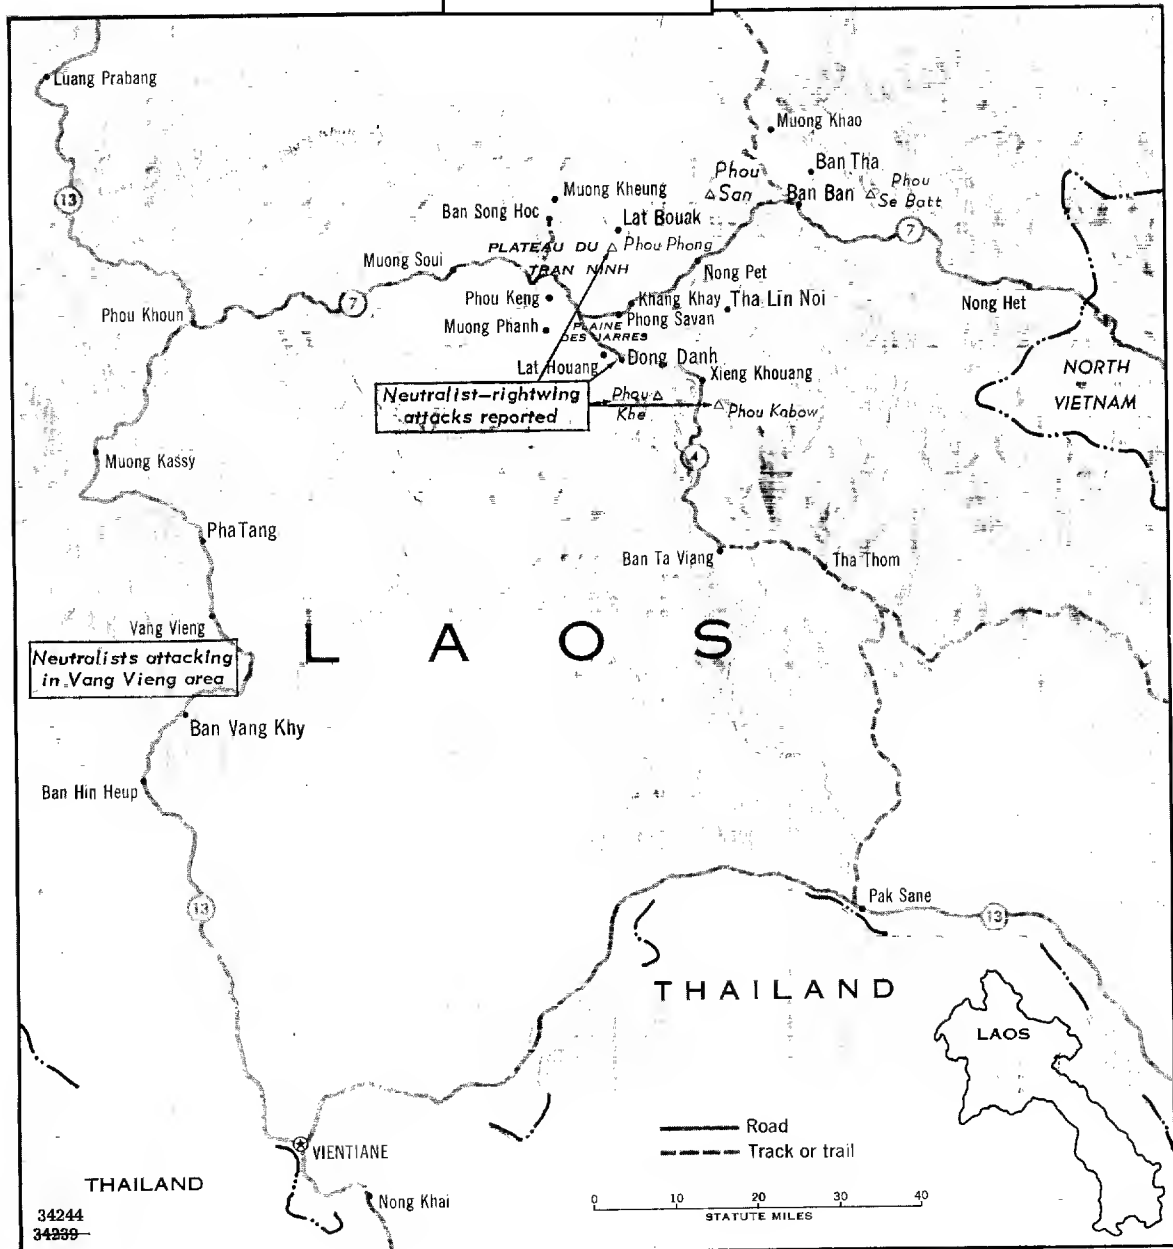 Luang Prabang
Muong Khao
Ban Tha
Phou
San
Phou
Se Batt
Ban Ban
13
Muong Kheung
Ban Song Hoc
Lat Bouak
7
PLATEAU DU
Phou Phong
TRAN NINH
Muong Soui
Nong Pet
Phou Keng
Khang Khay
Tha Lin Noi
Nong Het
7
Phou Khoun
Phong Savan
Muong Phanh
PLAINE
DES JARRES
Lat Houang
Dong Danh
Xieng Khouang
NORTH
VIETNAM
Neutralist-rightwing
attacks reported
Phou
Khe
Phou Kabow
Muong Kassy
4
Pha Tang
Ban Ta Viang
Tha Thom
Vang Vieng
LAOS
Neutralists attacking
in Vang Vieng area
Ban Vang Khy
Ban Hin Heup
Pak Sane
13
13
THAILAND
LAOS
Road
Track or trail
VIENTIANE
THAILAND
Nong Khai
0 10 20 30 40
STATUTE MILES
34244
34239